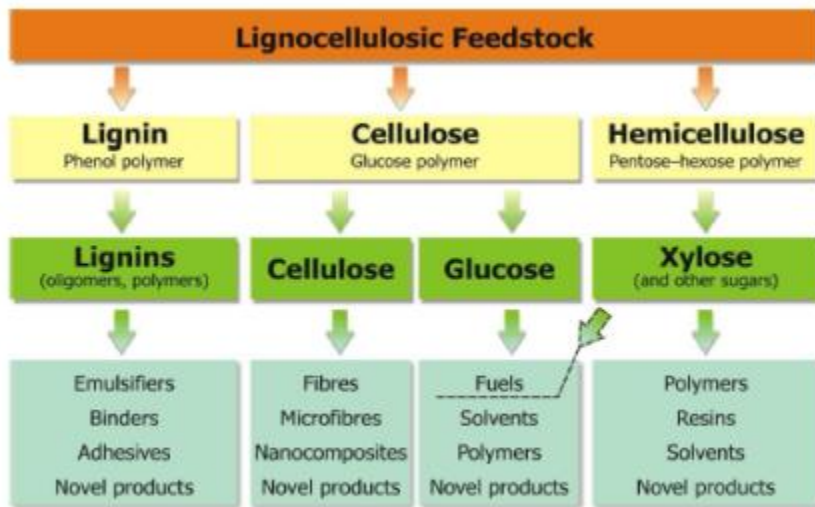 Lignocellulosic Feedstock
Lignin
Phenol polymer
Cellulose
Glucose polymer
Hemicellulose
Pentose–hexose polymer
Lignins
(oligomers, polymers)
Cellulose
Glucose
Xylose
(and other sugars)
Emulsifiers
Binders
Adhesives
Novel products
Fibres
Microfibres
Nanocomposites
Novel products
Fuels
Solvents
Polymers
Novel products
Polymers
Resins
Solvents
Novel products